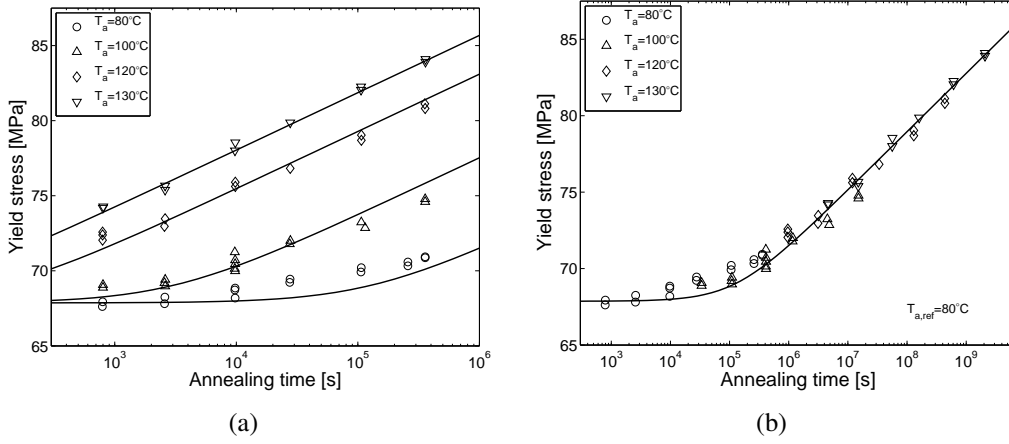 T_a=80°C
T_a=100°C
T_a=120°C
T_a=130°C
85
80
75
70
65
Yield stress [MPa]
10^3
10^4
10^5
10^6
Annealing time [s]
(a)
T_a=80°C
T_a=100°C
T_a=120°C
T_a=130°C
85
80
75
70
65
Yield stress [MPa]
T_a,ref=80°C
10^3
10^4
10^5
10^6
10^7
10^8
10^9
Annealing time [s]
(b)